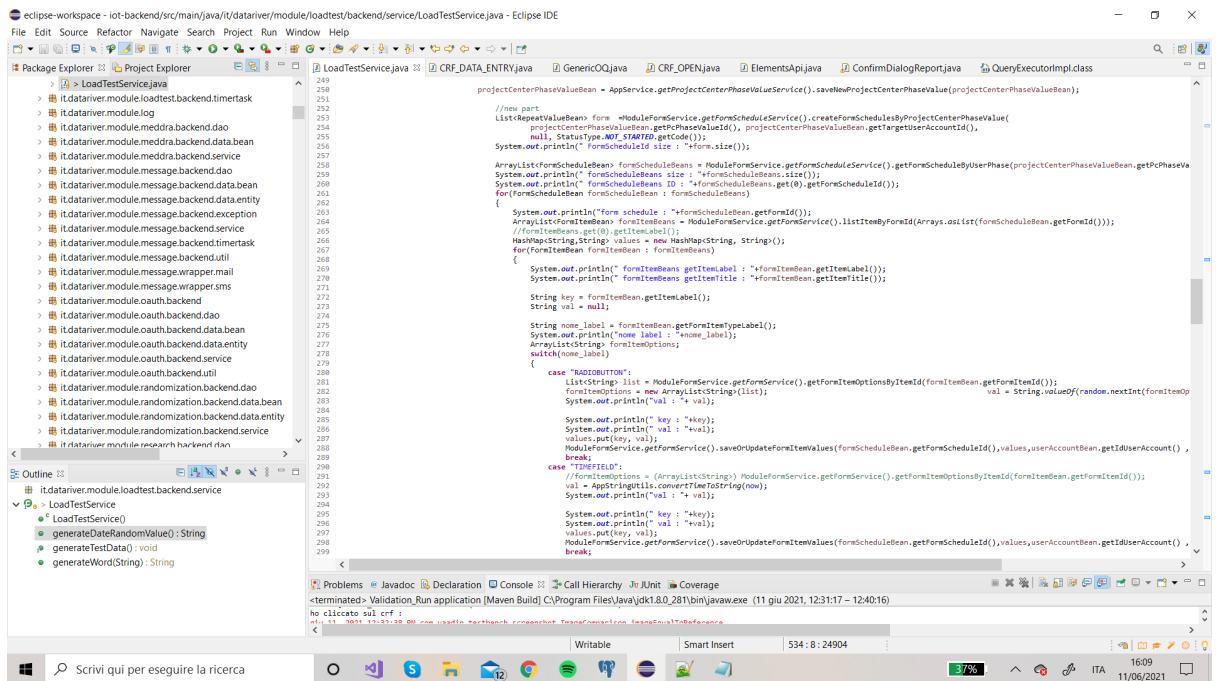 eclipse-workspace - iot-backend/src/main/java/it/datariver/module/loadtest/backend/service/LoadTestService.java - Eclipse IDE
File Edit Source Refactor Navigate Search Project Run Window Help
Package Explorer Project Explorer
> LoadTestService.java
it.datariver.module.loadtest.backend.timertask
it.datariver.module.log
it.datariver.module.meddra.backend.dao
it.datariver.module.meddra.backend.data.bean
it.datariver.module.meddra.backend.service
it.datariver.module.message.backend.dao
it.datariver.module.message.backend.data.bean
it.datariver.module.message.backend.data.entity
it.datariver.module.message.backend.exception
it.datariver.module.message.backend.service
it.datariver.module.message.backend.timertask
it.datariver.module.message.backend.util
it.datariver.module.message.wrapper.mail
it.datariver.module.message.wrapper.sms
it.datariver.module.oauth.backend
it.datariver.module.oauth.backend.dao
it.datariver.module.oauth.backend.data.bean
it.datariver.module.oauth.backend.data.entity
it.datariver.module.oauth.backend.service
it.datariver.module.oauth.backend.util
it.datariver.module.randomization.backend.dao
it.datariver.module.randomization.backend.data.bean
it.datariver.module.randomization.backend.data.entity
it.datariver.module.randomization.backend.service
it.datariver.module.research.backend.dao
Outline
it.datariver.module.loadtest.backend.service
> LoadTestService
LoadTestService()
generateDateRandomValue() : String
generateTestData() : void
generateWord(String) : String
LoadTestService.java CRF_DATA_ENTRY.java GenericOQ.java CRF_OPEN.java ElementsApi.java ConfirmDialogReport.java QueryExecutorImpl.class
249
250 projectCenterPhaseValueBean = AppService.getProjectCenterPhaseValueService().saveNewProjectCenterPhaseValue(projectCenterPhaseValueBean);
251
252 //new part
253 List<RepeatValueBean> form =ModuleFormService.getFormScheduleService().createFormSchedulesByProjectCenterPhaseValue(
254 projectCenterPhaseValueBean.getPcPhaseValueId(), projectCenterPhaseValueBean.getTargetUserAccountId(),
255 null, StatusType.NOT_STARTED.getCode());
256 System.out.println(" FormScheduleId size : "+form.size());
257
258 ArrayList<FormScheduleBean> formScheduleBeans = ModuleFormService.getFormScheduleService().getFormScheduleByUserPhase(projectCenterPhaseValueBean.getPcPhaseVa
259 System.out.println(" formScheduleBeans size : "+formScheduleBeans.size());
260 System.out.println(" formScheduleBeans ID : "+formScheduleBeans.get(0).getFormScheduleId());
261 for(FormScheduleBean formScheduleBean : formScheduleBeans)
262 {
263 System.out.println("form schedule : "+formScheduleBean.getFormId());
264 ArrayList<FormItemBean> formItemBeans = ModuleFormService.getFormService().listItemByFormId(Arrays.asList(formScheduleBean.getFormId()));
265 //formItemBeans.get(0).getItemLabel();
266 HashMap<String,String> values = new HashMap<String, String>();
267 for(FormItemBean formItemBean : formItemBeans)
268 {
269 System.out.println(" formItemBeans getItemLabel : "+formItemBean.getItemLabel());
270 System.out.println(" formItemBeans getItemTitle : "+formItemBean.getItemTitle());
271
272 String key = formItemBean.getItemLabel();
273 String val = null;
274
275 String nome_label = formItemBean.getFormItemTypeLabel();
276 System.out.println("nome label : "+nome_label);
277 ArrayList<String> formItemOptions;
278 switch(nome_label)
279 {
280 case "RADIOBUTTON":
281 List<String> list = ModuleFormService.getFormService().getFormItemOptionsByItemId(formItemBean.getFormItemId());
282 formItemOptions = new ArrayList<String>(list); val = String.valueOf(random.nextInt(formItemOp
283 System.out.println("val : "+ val);
284
285 System.out.println(" key : "+key);
286 System.out.println(" val : "+val);
287 values.put(key, val);
288 ModuleFormService.getFormService().saveOrUpdateFormItemValues(formScheduleBean.getFormScheduleId(),values,userAccountBean.getIdUserAccount() ,
289 break;
290 case "TIMEFIELD":
291 //formItemOptions = (ArrayList<String>) ModuleFormService.getFormService().getFormItemOptionsByItemId(formItemBean.getFormItemId());
292 val = AppStringUtils.convertTimeToString(now);
293 System.out.println("val : "+ val);
294
295 System.out.println(" key : "+key);
296 System.out.println(" val : "+val);
297 values.put(key, val);
298 ModuleFormService.getFormService().saveOrUpdateFormItemValues(formScheduleBean.getFormScheduleId(),values,userAccountBean.getIdUserAccount() ,
299 break;
Problems Javadoc Declaration Console Call Hierarchy JUnit Coverage
<terminated> Validation_Run application [Maven Build] C:\Program Files\Java\jdk1.8.0_281\bin\javaw.exe (11 giu 2021, 12:31:17 – 12:40:16)
ho cliccato sul crf :
giu 11, 2021 12:32:38 PM com.vaadin.testbench.screenshot.ImageComparison imageEqualToReference
Writable Smart Insert 534 : 8 : 24904
Scrivi qui per eseguire la ricerca
12
37%
ITA
16:09
11/06/2021